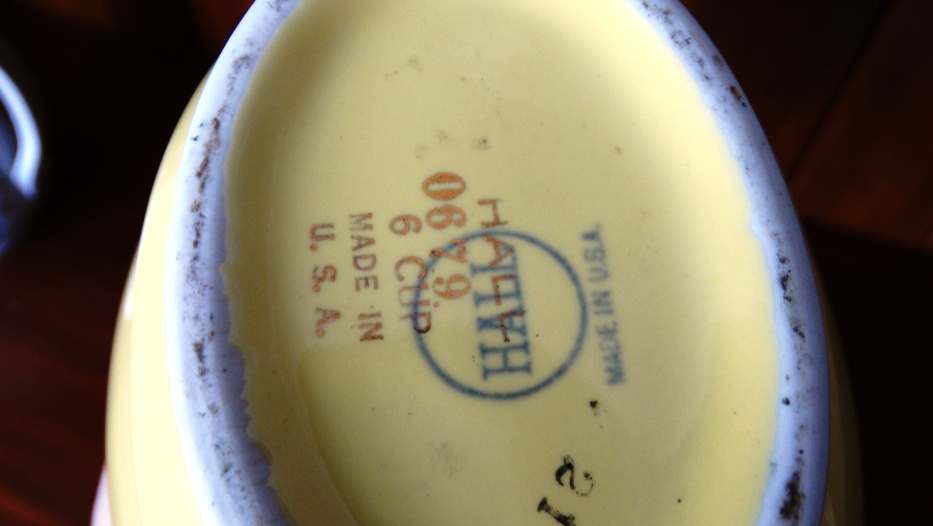 HALL
0679
6 CUP
MADE IN
U. S. A.
HALL
MADE IN U.S.A.